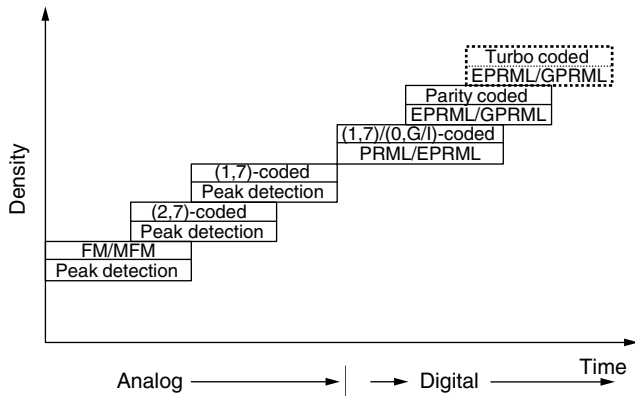 Turbo coded
EPRML/GPRML
Parity coded
EPRML/GPRML
(1,7)/(0,G/I)-coded
PRML/EPRML
(1,7)-coded
Peak detection
(2,7)-coded
Peak detection
FM/MFM
Peak detection
Density
Time
Analog
Digital